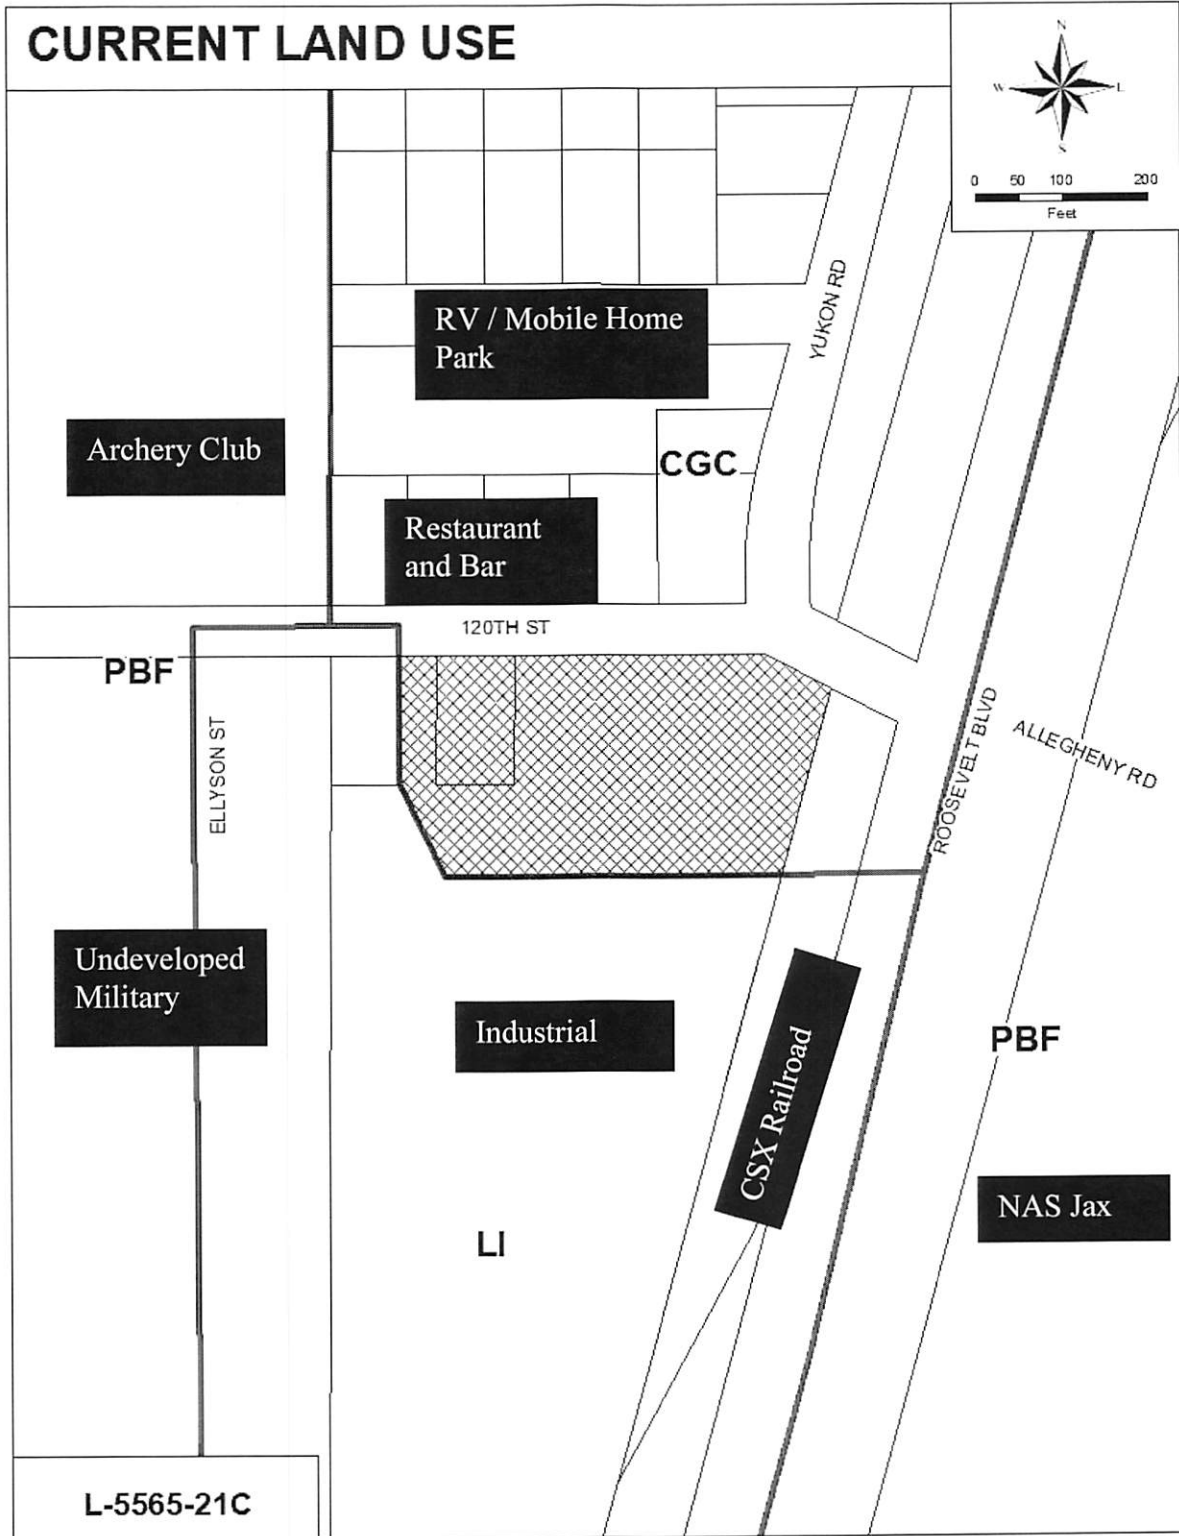 CURRENT LAND USE
N
W
E
S
0 50 100 200
Feet
RV / Mobile Home
Park
YUKON RD
Archery Club
CGC
Restaurant
and Bar
120TH ST
PBF
ELLYSON ST
ROOSEVELT BLVD
ALLEGHENY RD
Undeveloped
Military
Industrial
CSX Railroad
PBF
NAS Jax
LI
L-5565-21C